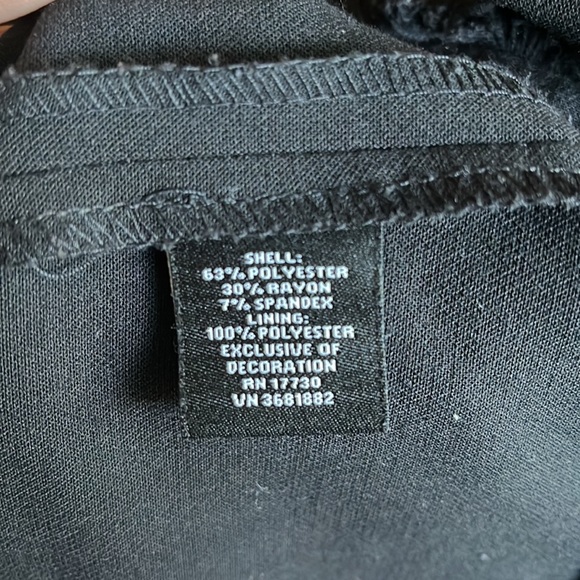 SHELL:
63% POLYESTER
30% RAYON
7% SPANDEX
LINING:
100% POLYESTER
EXCLUSIVE OF
DECORATION
RN 17730
VN 3681882